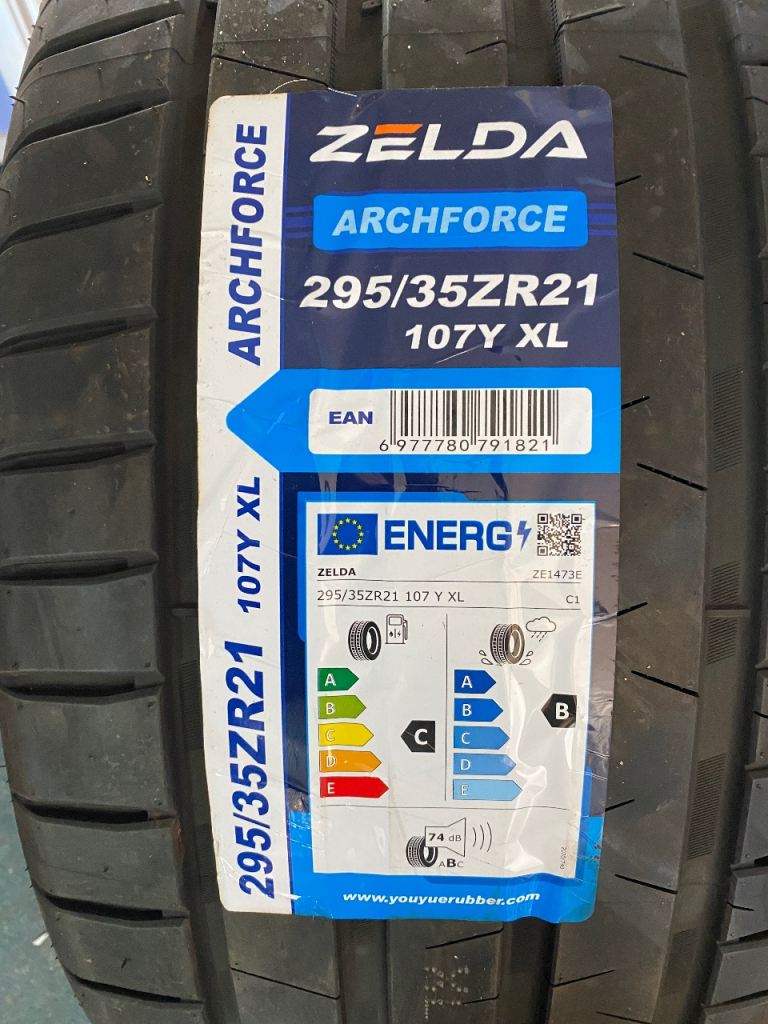 ZELDA
ARCHFORCE
295/35ZR21
107Y XL
EAN
6 977780 791821
ENERG
ZELDA
ZE1473E
295/35ZR21 107 Y XL
C1
A
B
C
D
E
C
A
B
C
D
E
B
74 dB
ABC
www.youyuerubber.com
295/35ZR21 107Y XL ARCHFORCE